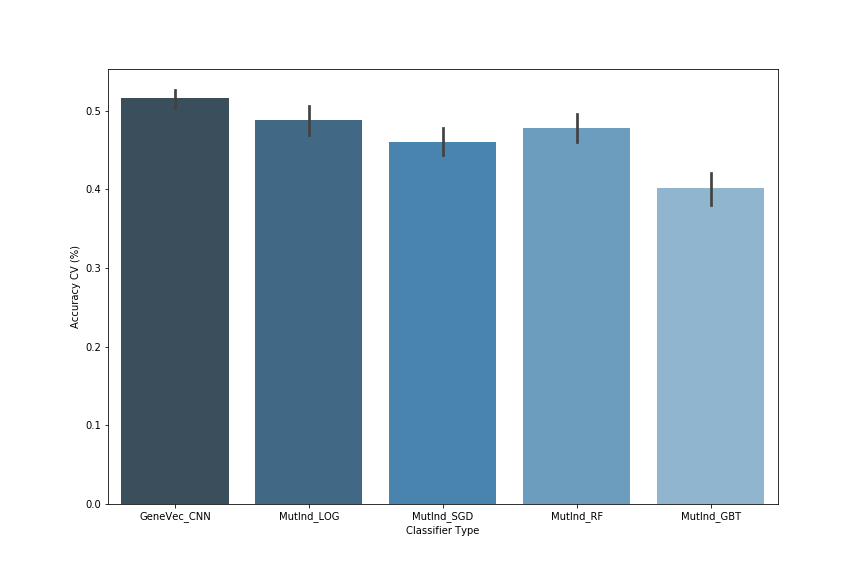 Accuracy CV (%)
0.5
0.4
0.3
0.2
0.1
0.0
GeneVec_CNN MutInd_LOG MutInd_SGD MutInd_RF MutInd_GBT
Classifier Type